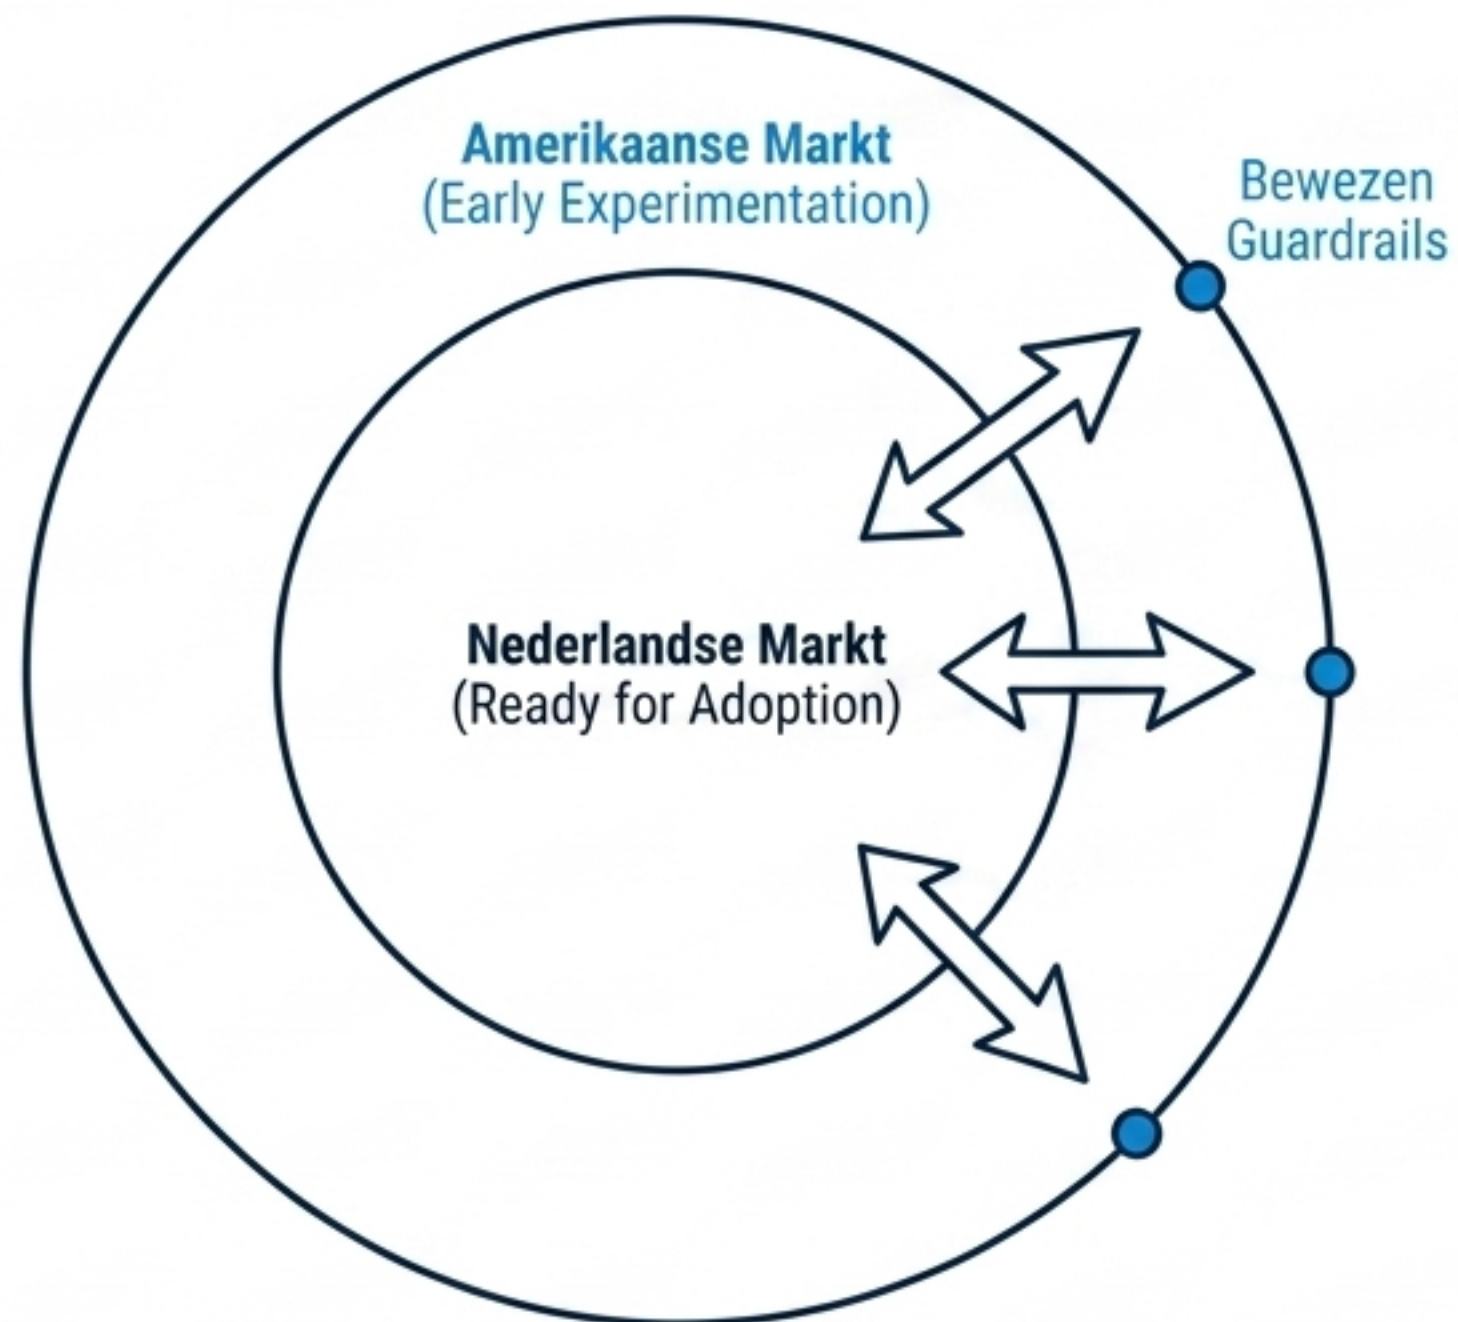 Amerikaanse Markt
(Early Experimentation)
Bewezen
Guardrails
Nederlandse Markt
(Ready for Adoption)